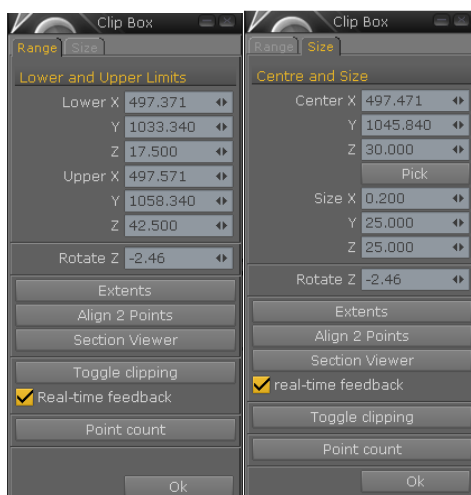 Clip Box
Range Size
Lower and Upper Limits
Lower X 497.371
Y 1033.340
Z 17.500
Upper X 497.571
Y 1058.340
Z 42.500
Rotate Z -2.46
Extents
Align 2 Points
Section Viewer
Toggle clipping
Real-time feedback
Point count
Ok
Clip Box
Range Size
Centre and Size
Center X 497.471
Y 1045.840
Z 30.000
Pick
Size X 0.200
Y 25.000
Z 25.000
Rotate Z -2.46
Extents
Align 2 Points
Section Viewer
real-time feedback
Toggle clipping
Point count
Ok